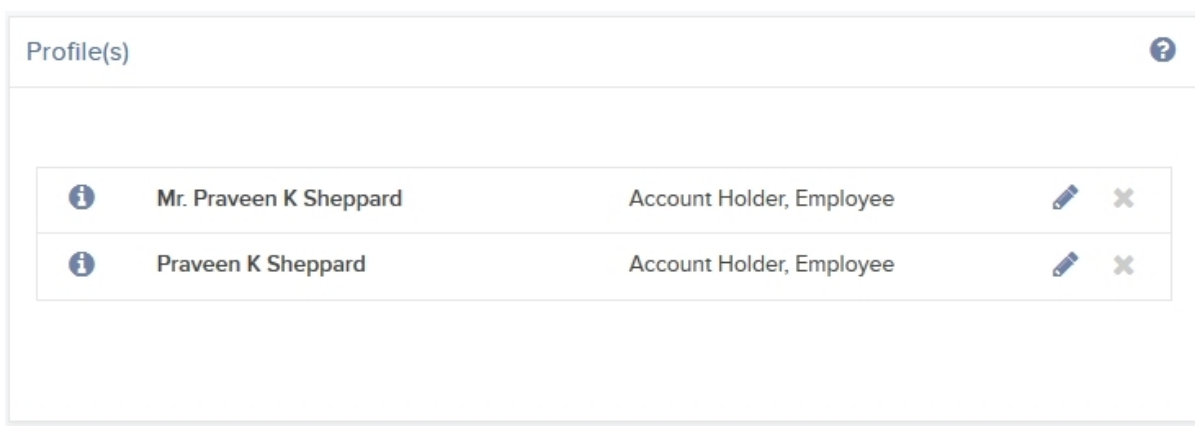 Profile(s)
Mr. Praveen K Sheppard Account Holder, Employee
Praveen K Sheppard Account Holder, Employee